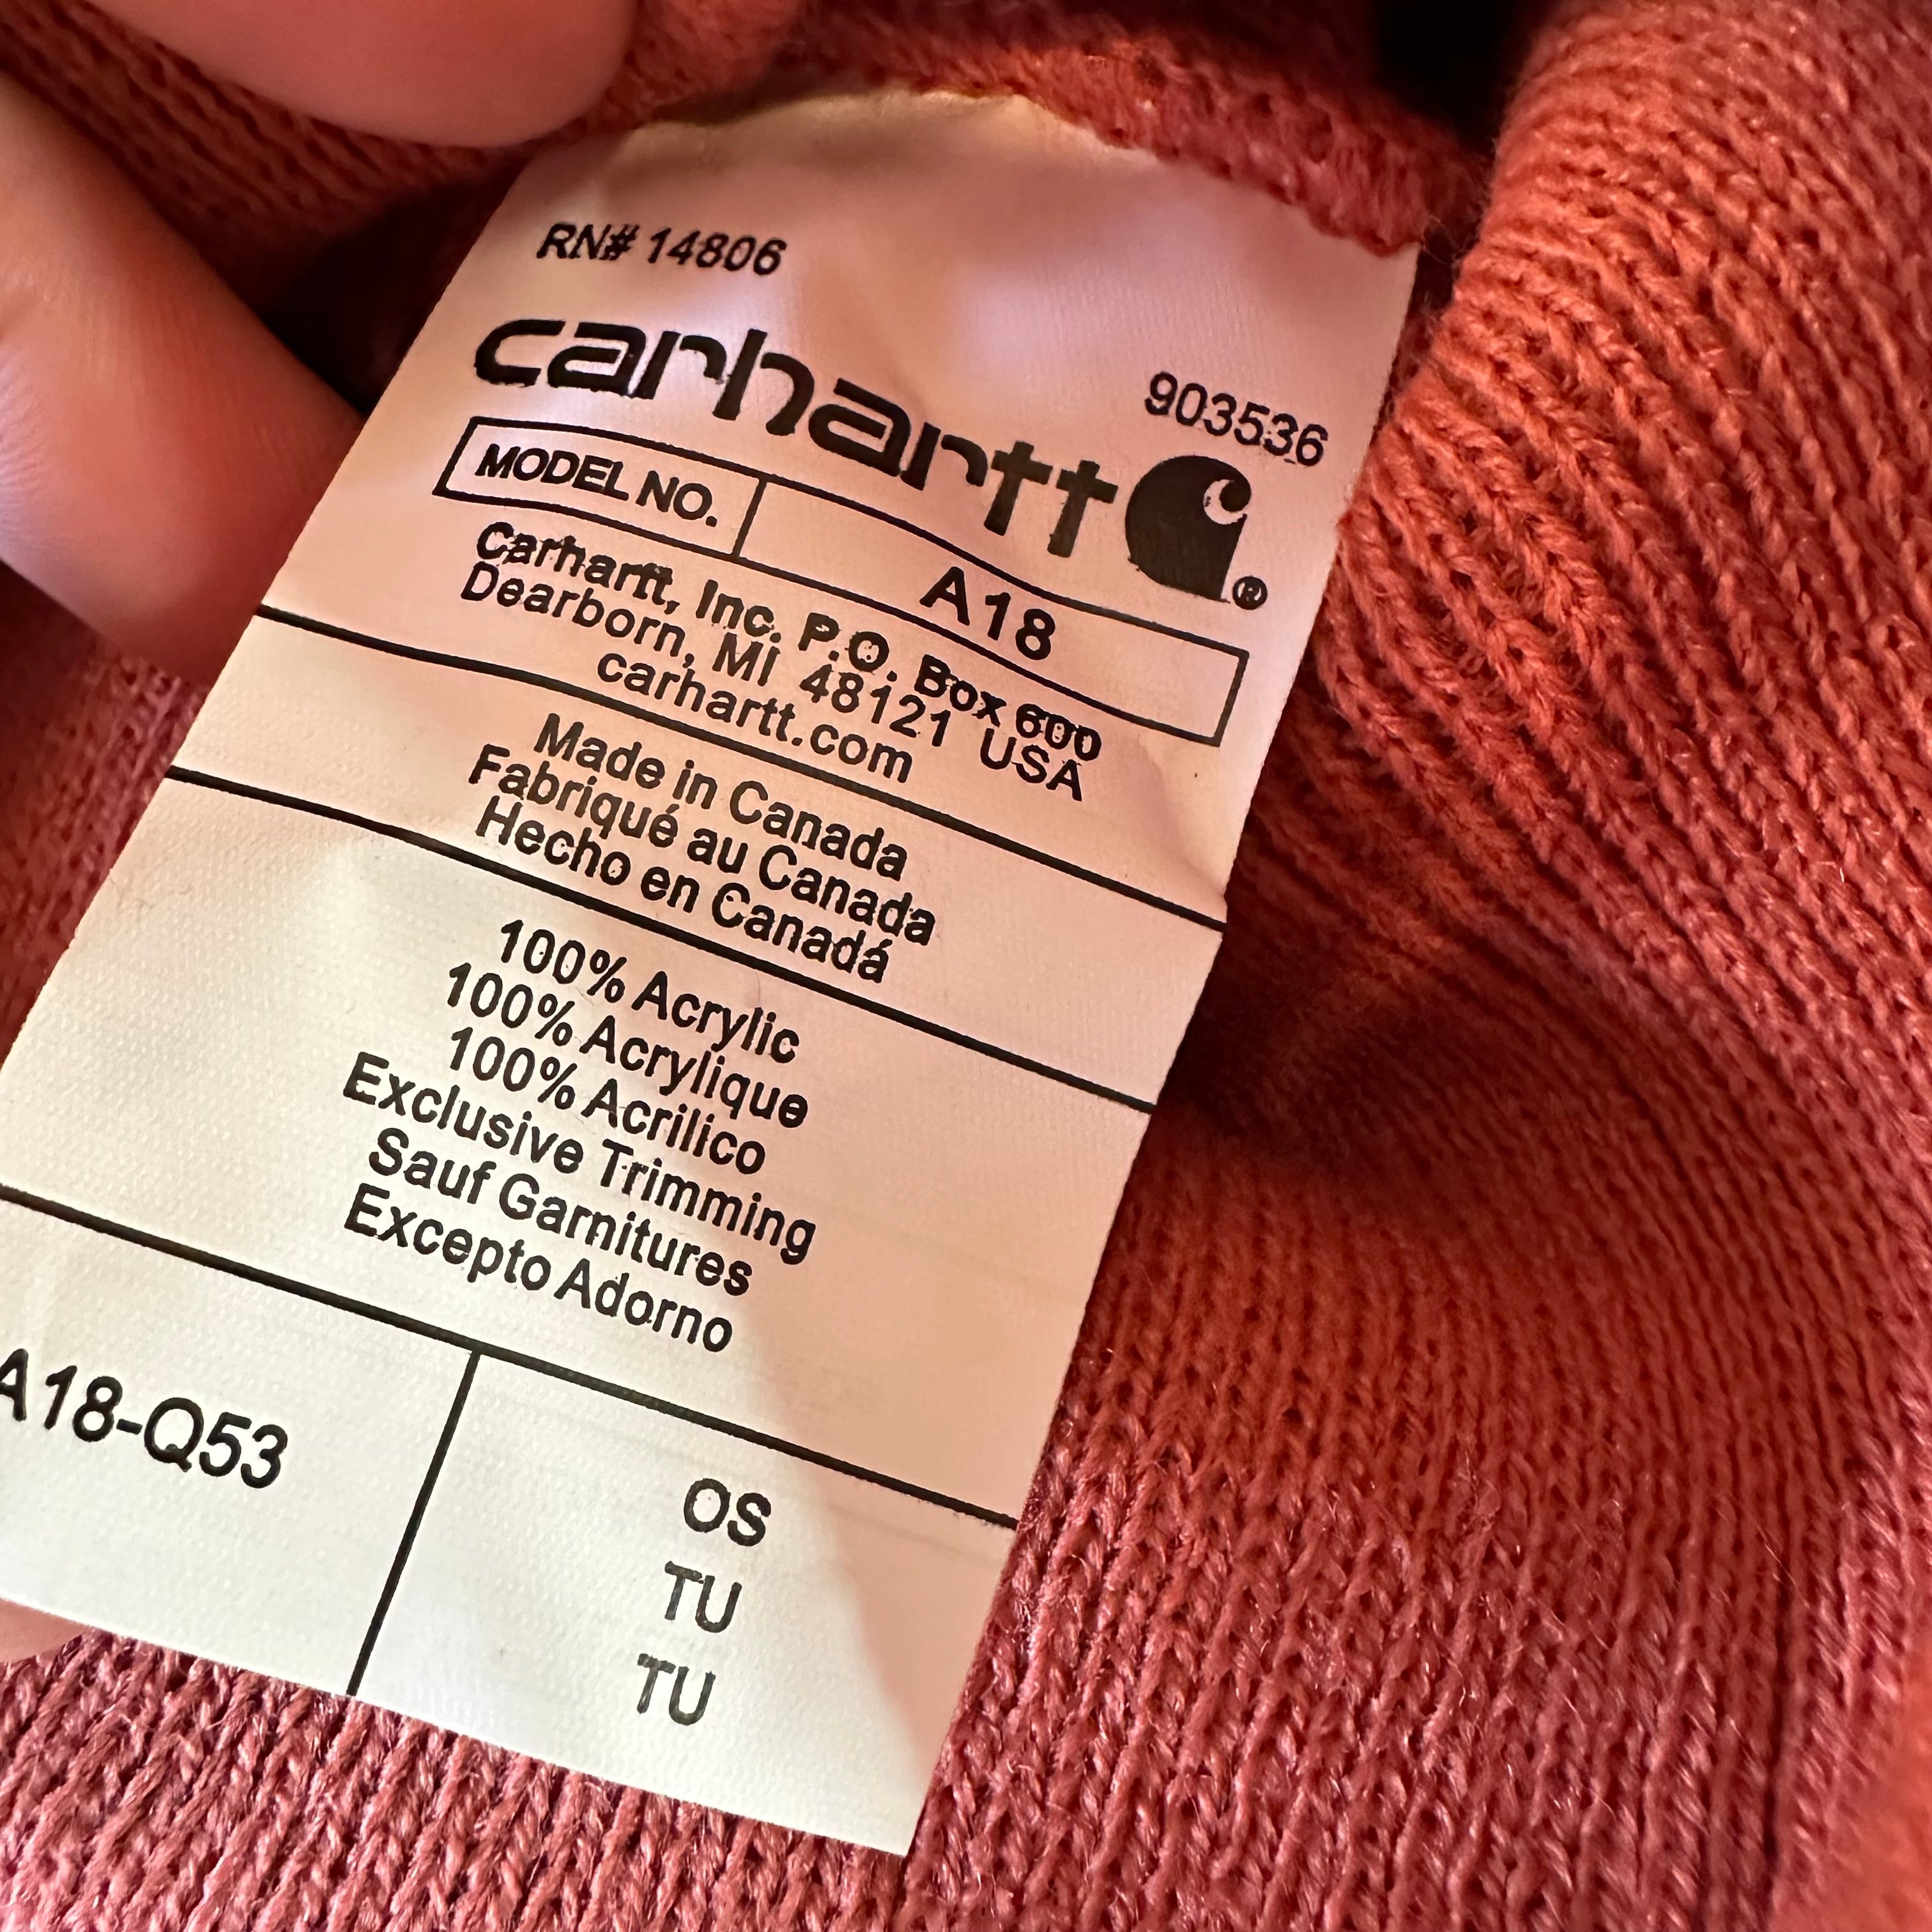 RN# 14806
903536
carhartt ®
MODEL NO. A18
Carhartt, Inc. P.O. Box 600
Dearborn, MI 48121 USA
carhartt.com
Made in Canada
Fabriqué au Canada
Hecho en Canadá
100% Acrylic
100% Acrylique
100% Acrilico
Exclusive Trimming
Sauf Garnitures
Excepto Adorno
A18-Q53
OS
TU
TU